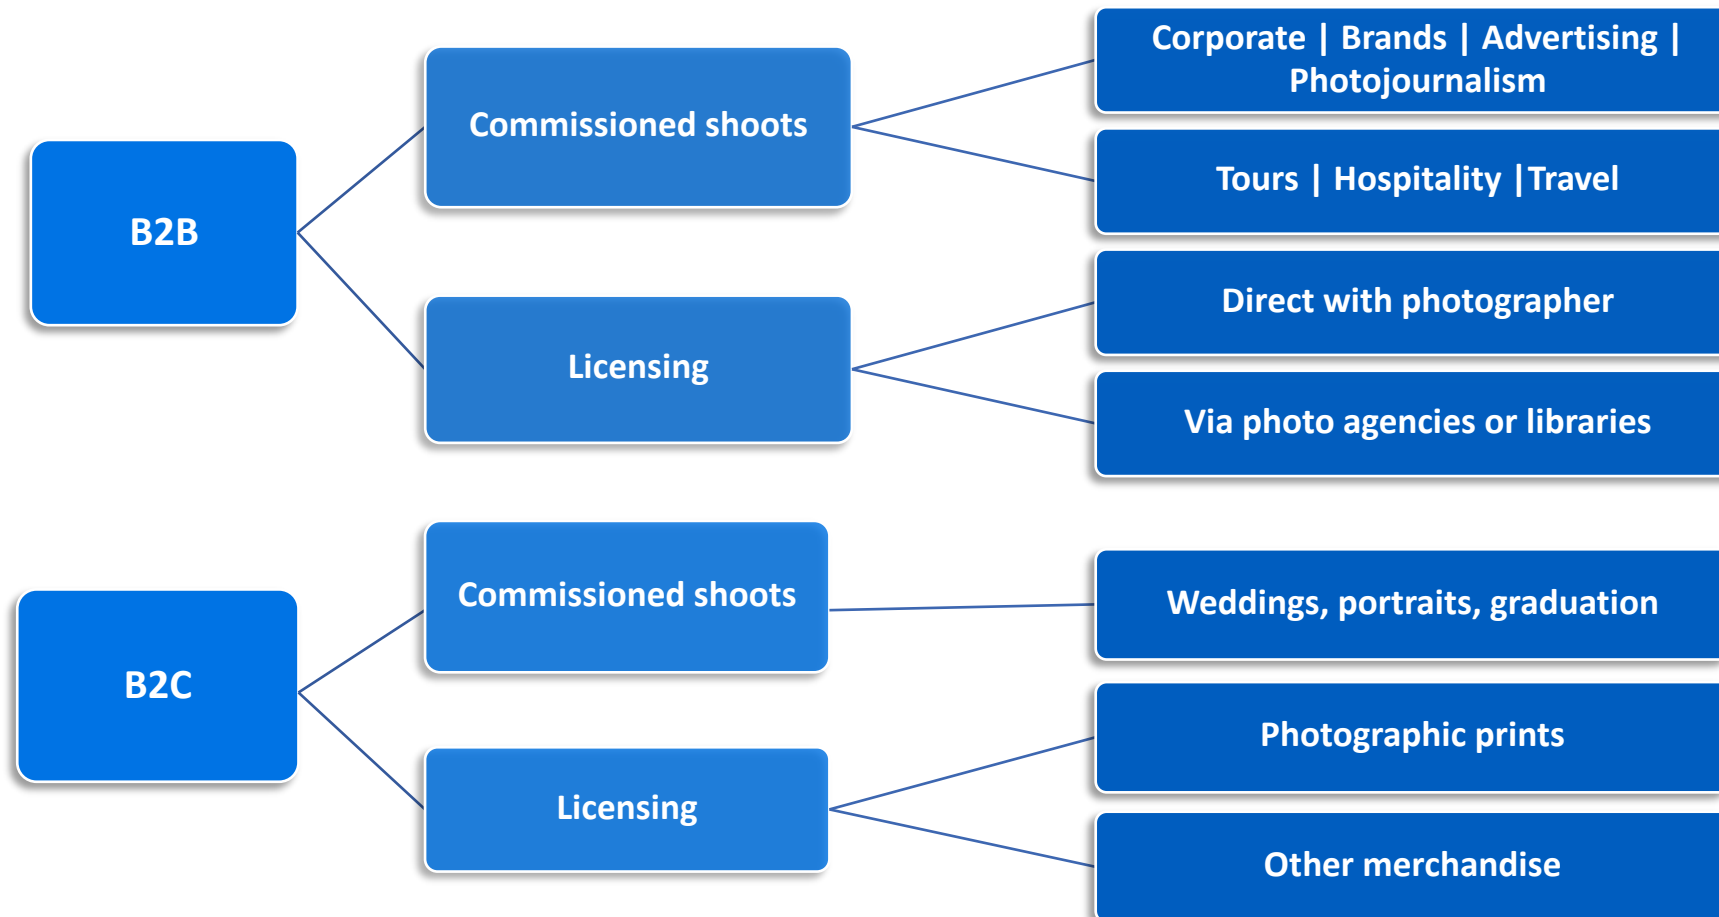 B2B
Commissioned shoots
Corporate | Brands | Advertising |
Photojournalism
Tours | Hospitality |Travel
Licensing
Direct with photographer
Via photo agencies or libraries
B2C
Commissioned shoots
Weddings, portraits, graduation
Licensing
Photographic prints
Other merchandise